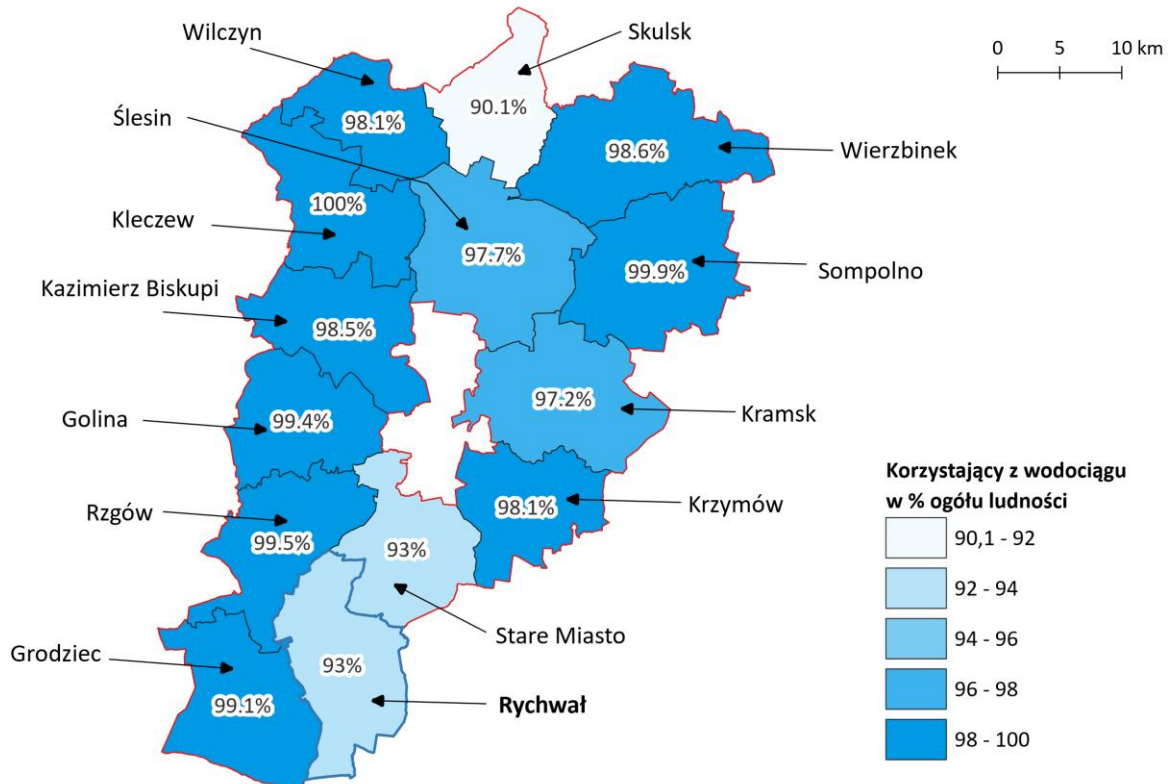 Wilczyn
Skulsk
0 5 10 km
90.1%
Ślesin
98.1%
98.6%
Wierzbinek
100%
Kleczew
97.7%
99.9%
Sompolno
Kazimierz Biskupi
98.5%
97.2%
Golina
99.4%
Kramsk
Korzystający z wodociągu
w % ogółu ludności
Rzgów
98.1%
Krzymów
99.5%
93%
90,1 - 92
92 - 94
Stare Miasto
94 - 96
Grodziec
93%
99.1%
Rychwał
96 - 98
98 - 100